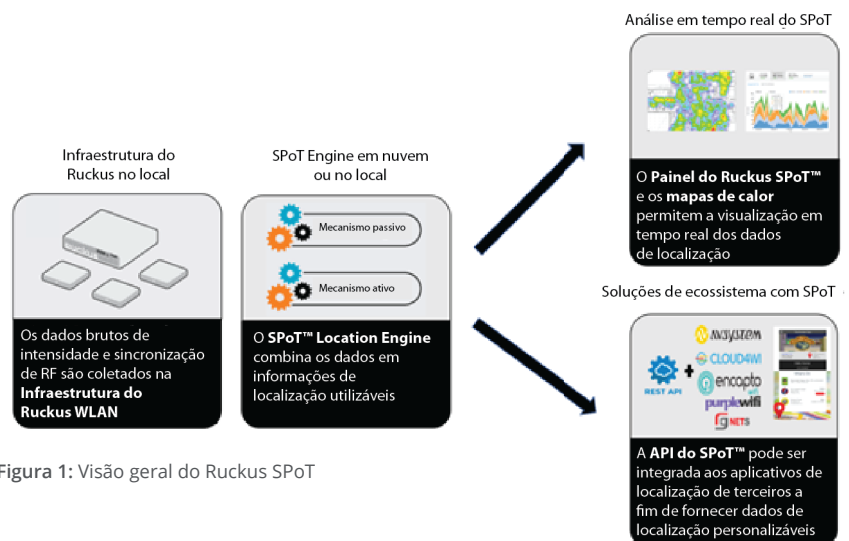 Infraestrutura do
Ruckus no local
Os dados brutos de
intensidade e sincronização
de RF são coletados na
Infraestrutura do
Ruckus WLAN
SPoT Engine em nuvem
ou no local
Mecanismo passivo
Mecanismo ativo
O SPoT™ Location Engine
combina os dados em
informações de
localização utilizáveis
Análise em tempo real do SPoT
O Painel do Ruckus SPoT™
e os mapas de calor
permitem a visualização em
tempo real dos dados
de localização
Soluções de ecossistema com SPoT
REST API
+
AVSYSTEM
CLOUD4WI
encapto
wifi
purplewifi
GNETS
A API do SPoT™ pode ser
integrada aos aplicativos de
localização de terceiros a
fim de fornecer dados de
localização personalizáveis
Figura 1: Visão geral do Ruckus SPoT